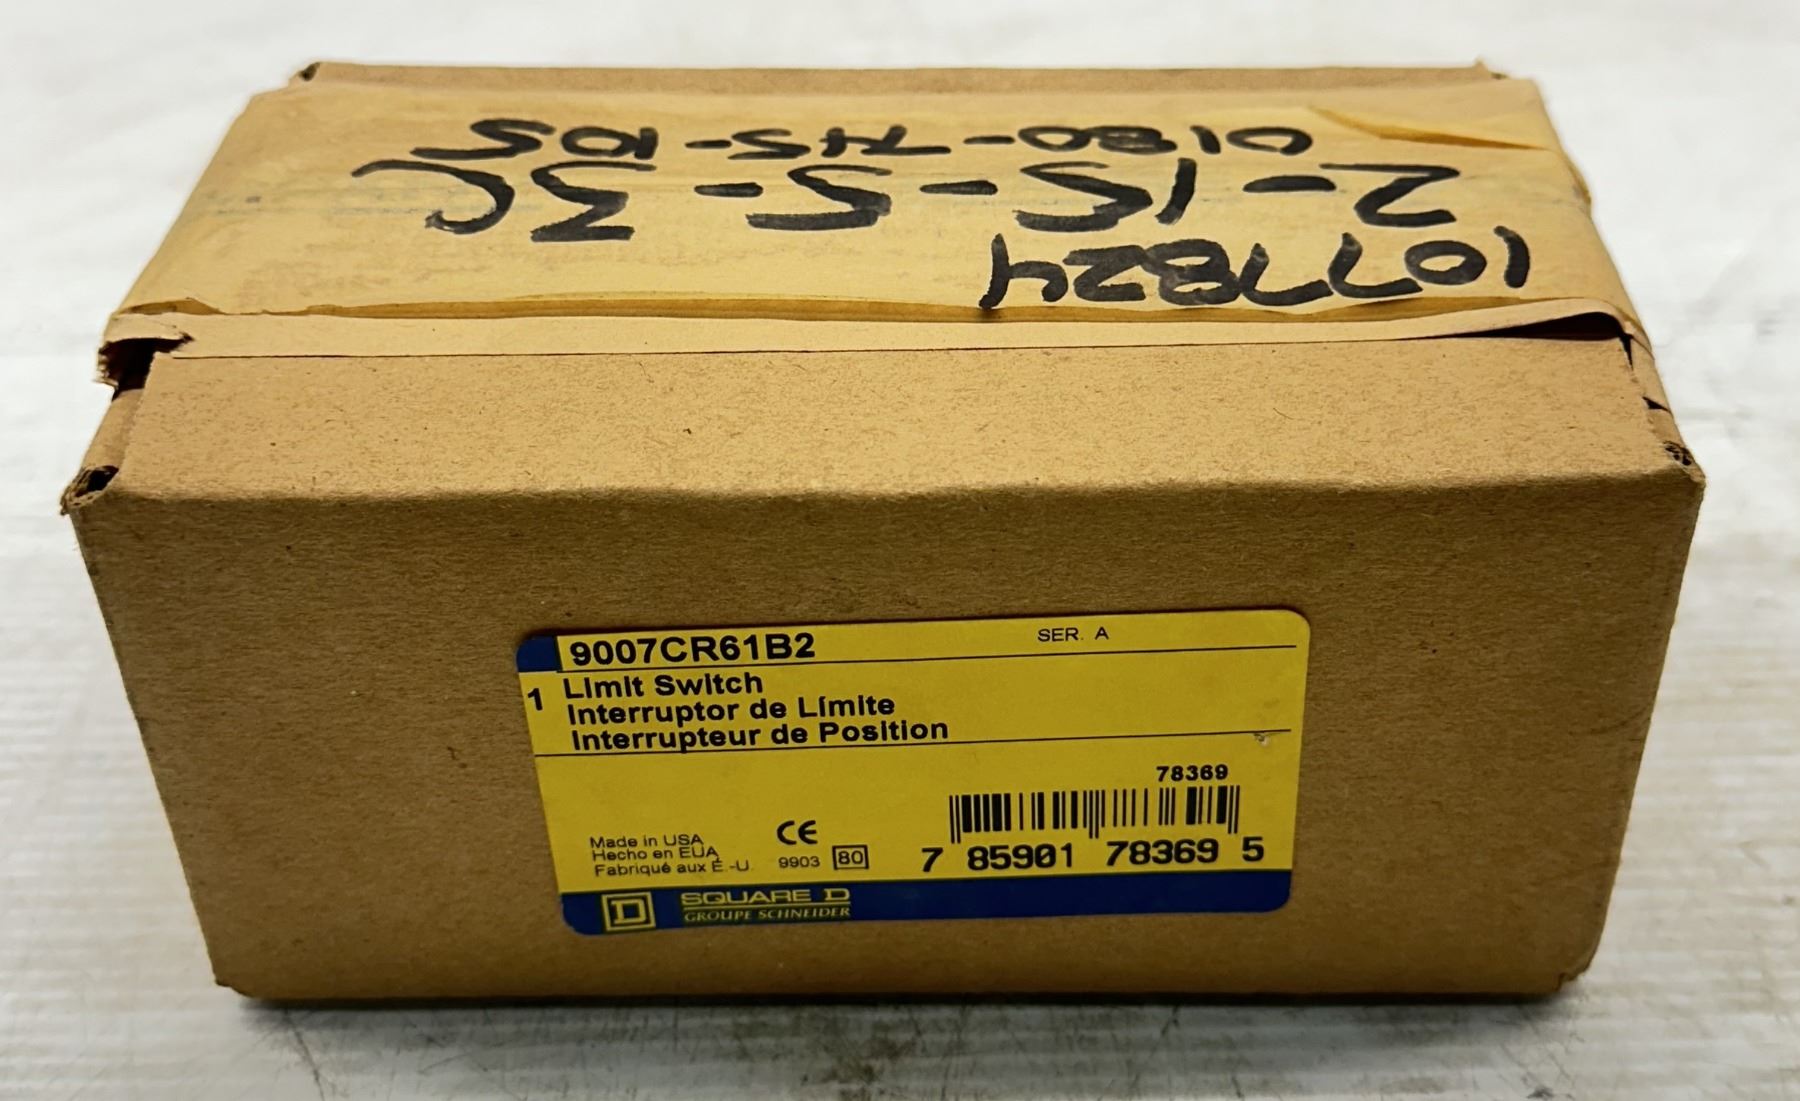 1077B24
2-15-5-3C
0180-745-105
9007CR61B2 SER. A
1 Limit Switch
Interruptor de Límite
Interrupteur de Position
78369
Made in USA
Hecho en EUA
Fabriqué aux É.-U.
CE
9903 80
7 85901 78369 5
D SQUARE D
GROUPE SCHNEIDER